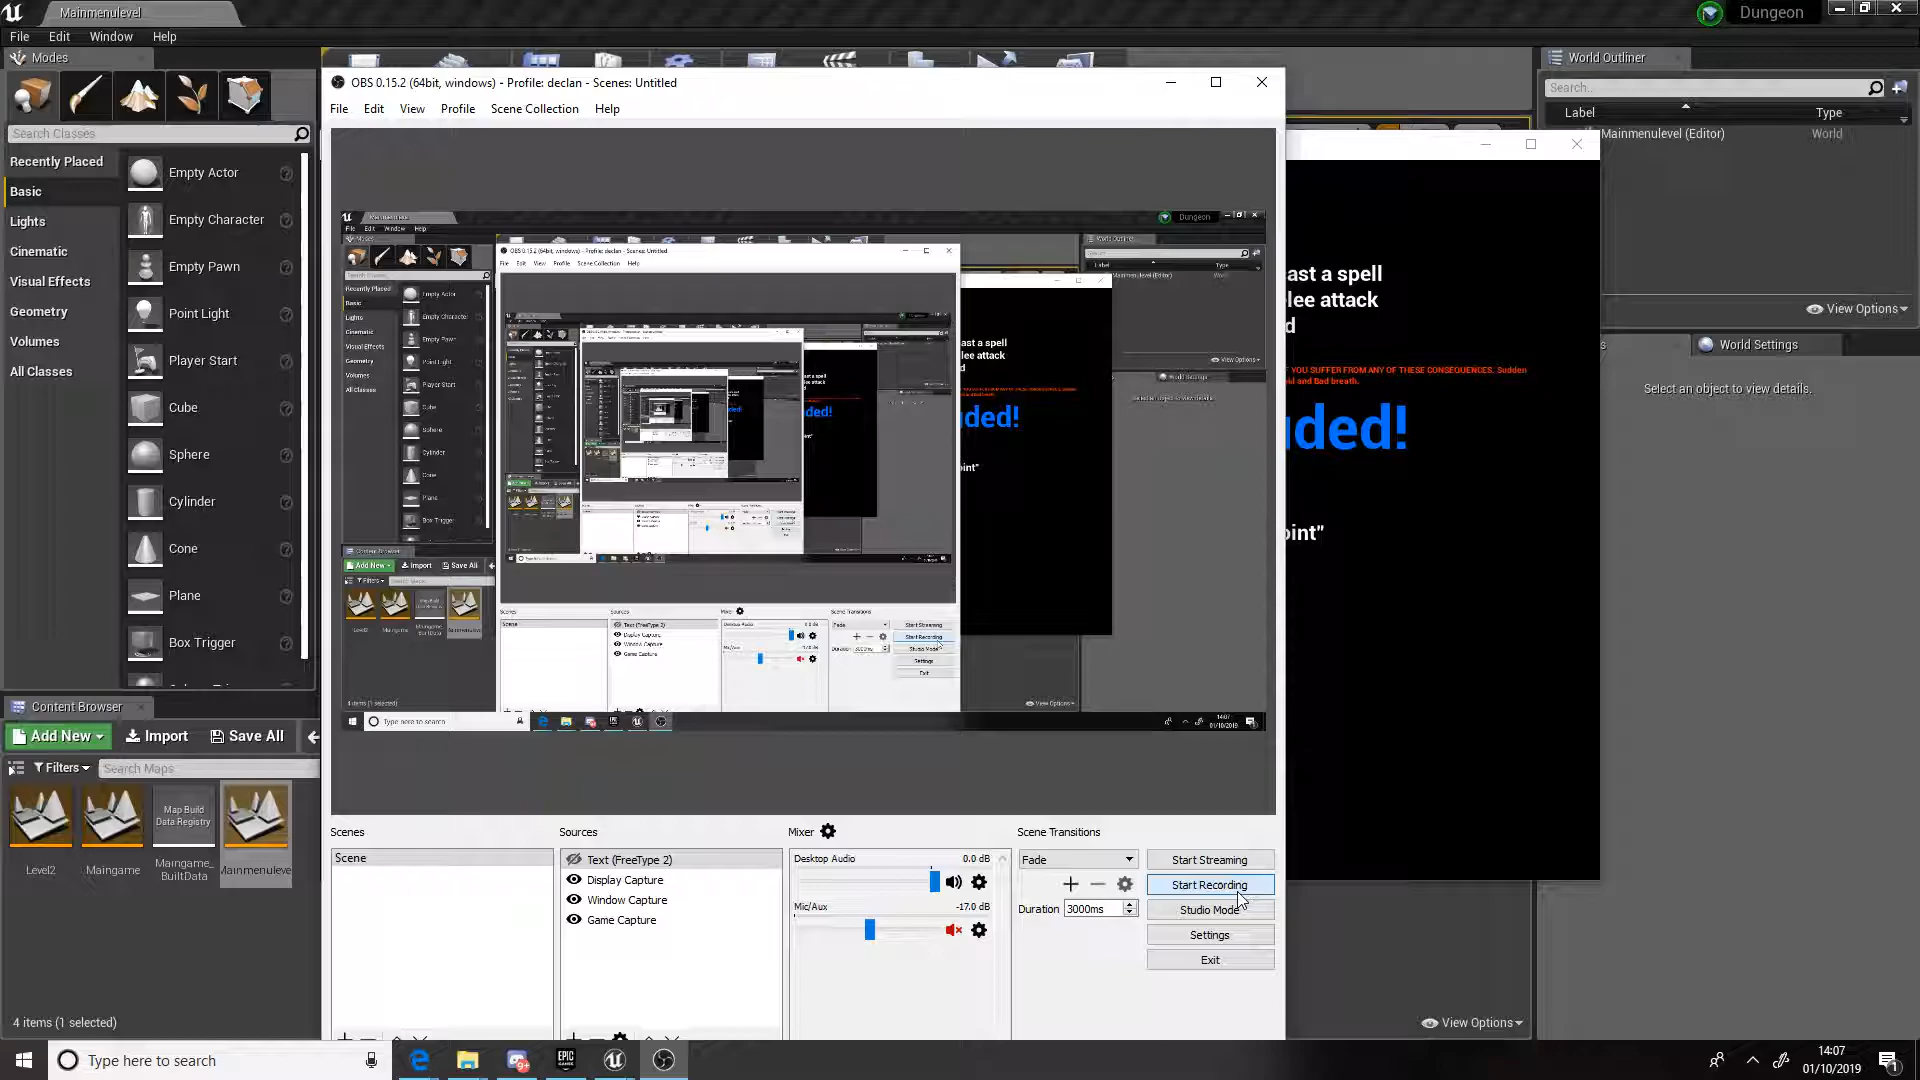 Mainmenulevel
Dungeon
File Edit Window Help
Modes
Search Classes
Recently Placed
Basic
Lights
Cinematic
Visual Effects
Geometry
Volumes
All Classes
Empty Actor
Empty Character
Empty Pawn
Point Light
Player Start
Cube
Sphere
Cylinder
Cone
Plane
Box Trigger
Content Browser
Add New
Import
Save All
Filters
Search Maps
Map Build
Data Registry
Level2
Maingame
Maingame_
BuiltData
Mainmenuleve
4 items (1 selected)
OBS 0.15.2 (64bit, windows) - Profile: declan - Scenes: Untitled
File Edit View Profile Scene Collection Help
Scenes
Scene
Sources
Text (FreeType 2)
Display Capture
Window Capture
Game Capture
Mixer
Desktop Audio 0.0 dB
Mic/Aux -17.0 dB
Scene Transitions
Fade
Duration 3000ms
Start Streaming
Start Recording
Studio Mode
Settings
Exit
ast a spell
lee attack
d
YOU SUFFER FROM ANY OF THESE CONSEQUENCES. Sudden
and Bad breath.
ded!
oint"
World Outliner
Search..
Label Type
Mainmenulevel (Editor) World
View Options
World Settings
Select an object to view details.
View Options
Type here to search
EPIC
GAMES
9+
14:07
01/10/2019
1